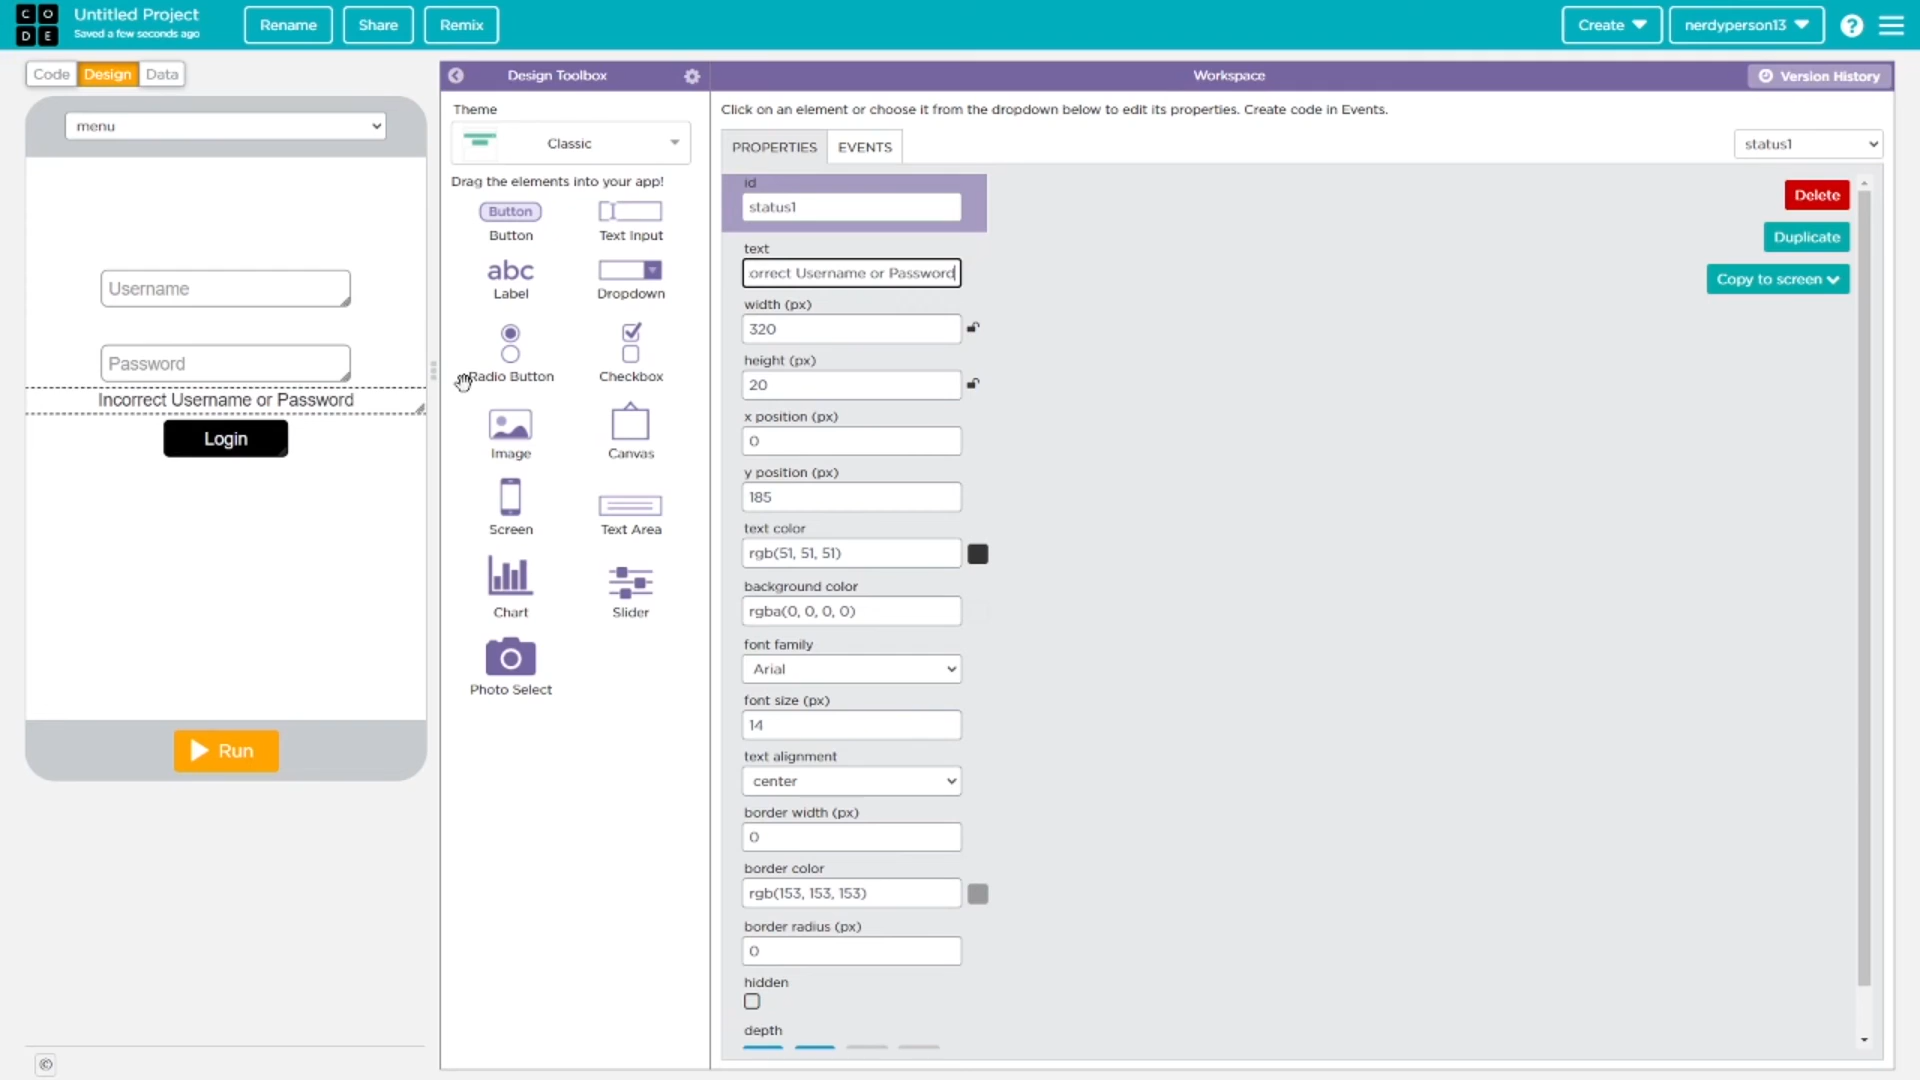 CODE
Untitled Project
Saved a few seconds ago
Rename
Share
Remix
Create
nerdyperson13
?
Code
Design
Data
menu
Username
Password
Incorrect Username or Password
Login
Run
©
Design Toolbox
Theme
Classic
Drag the elements into your app!
Button
Button
Text Input
abc
Label
Dropdown
Radio Button
Checkbox
Image
Canvas
Screen
Text Area
Chart
Slider
Photo Select
Workspace
Version History
Click on an element or choose it from the dropdown below to edit its properties. Create code in Events.
PROPERTIES
EVENTS
status1
Delete
Duplicate
Copy to screen
id
status1
text
orrect Username or Password
width (px)
320
height (px)
20
x position (px)
0
y position (px)
185
text color
rgb(51, 51, 51)
background color
rgba(0, 0, 0, 0)
font family
Arial
font size (px)
14
text alignment
center
border width (px)
0
border color
rgb(153, 153, 153)
border radius (px)
0
hidden
depth